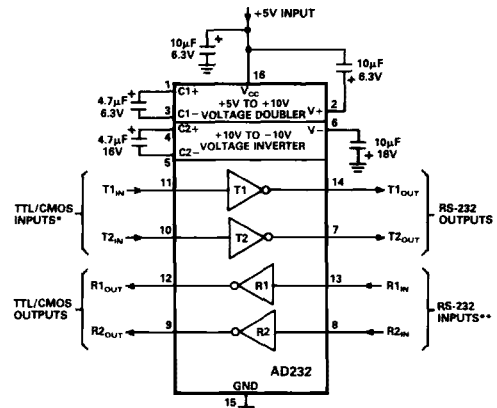 +5V INPUT
10µF
6.3V
+
+
10µF
6.3V
16
VCC
1
C1+
+5V TO +10V
VOLTAGE DOUBLER
4.7µF
6.3V
+
3
C1−
V+
2
C2+
+10V TO −10V
VOLTAGE INVERTER
V−
6
4.7µF
16V
+
4
C2−
5
10µF
16V
+
TTL/CMOS
INPUTS*
T1IN
11
T1
14
T1OUT
RS-232
OUTPUTS
T2IN
10
T2
7
T2OUT
TTL/CMOS
OUTPUTS
R1OUT
12
R1
13
R1IN
RS-232
INPUTS**
R2OUT
9
R2
8
R2IN
AD232
GND
15